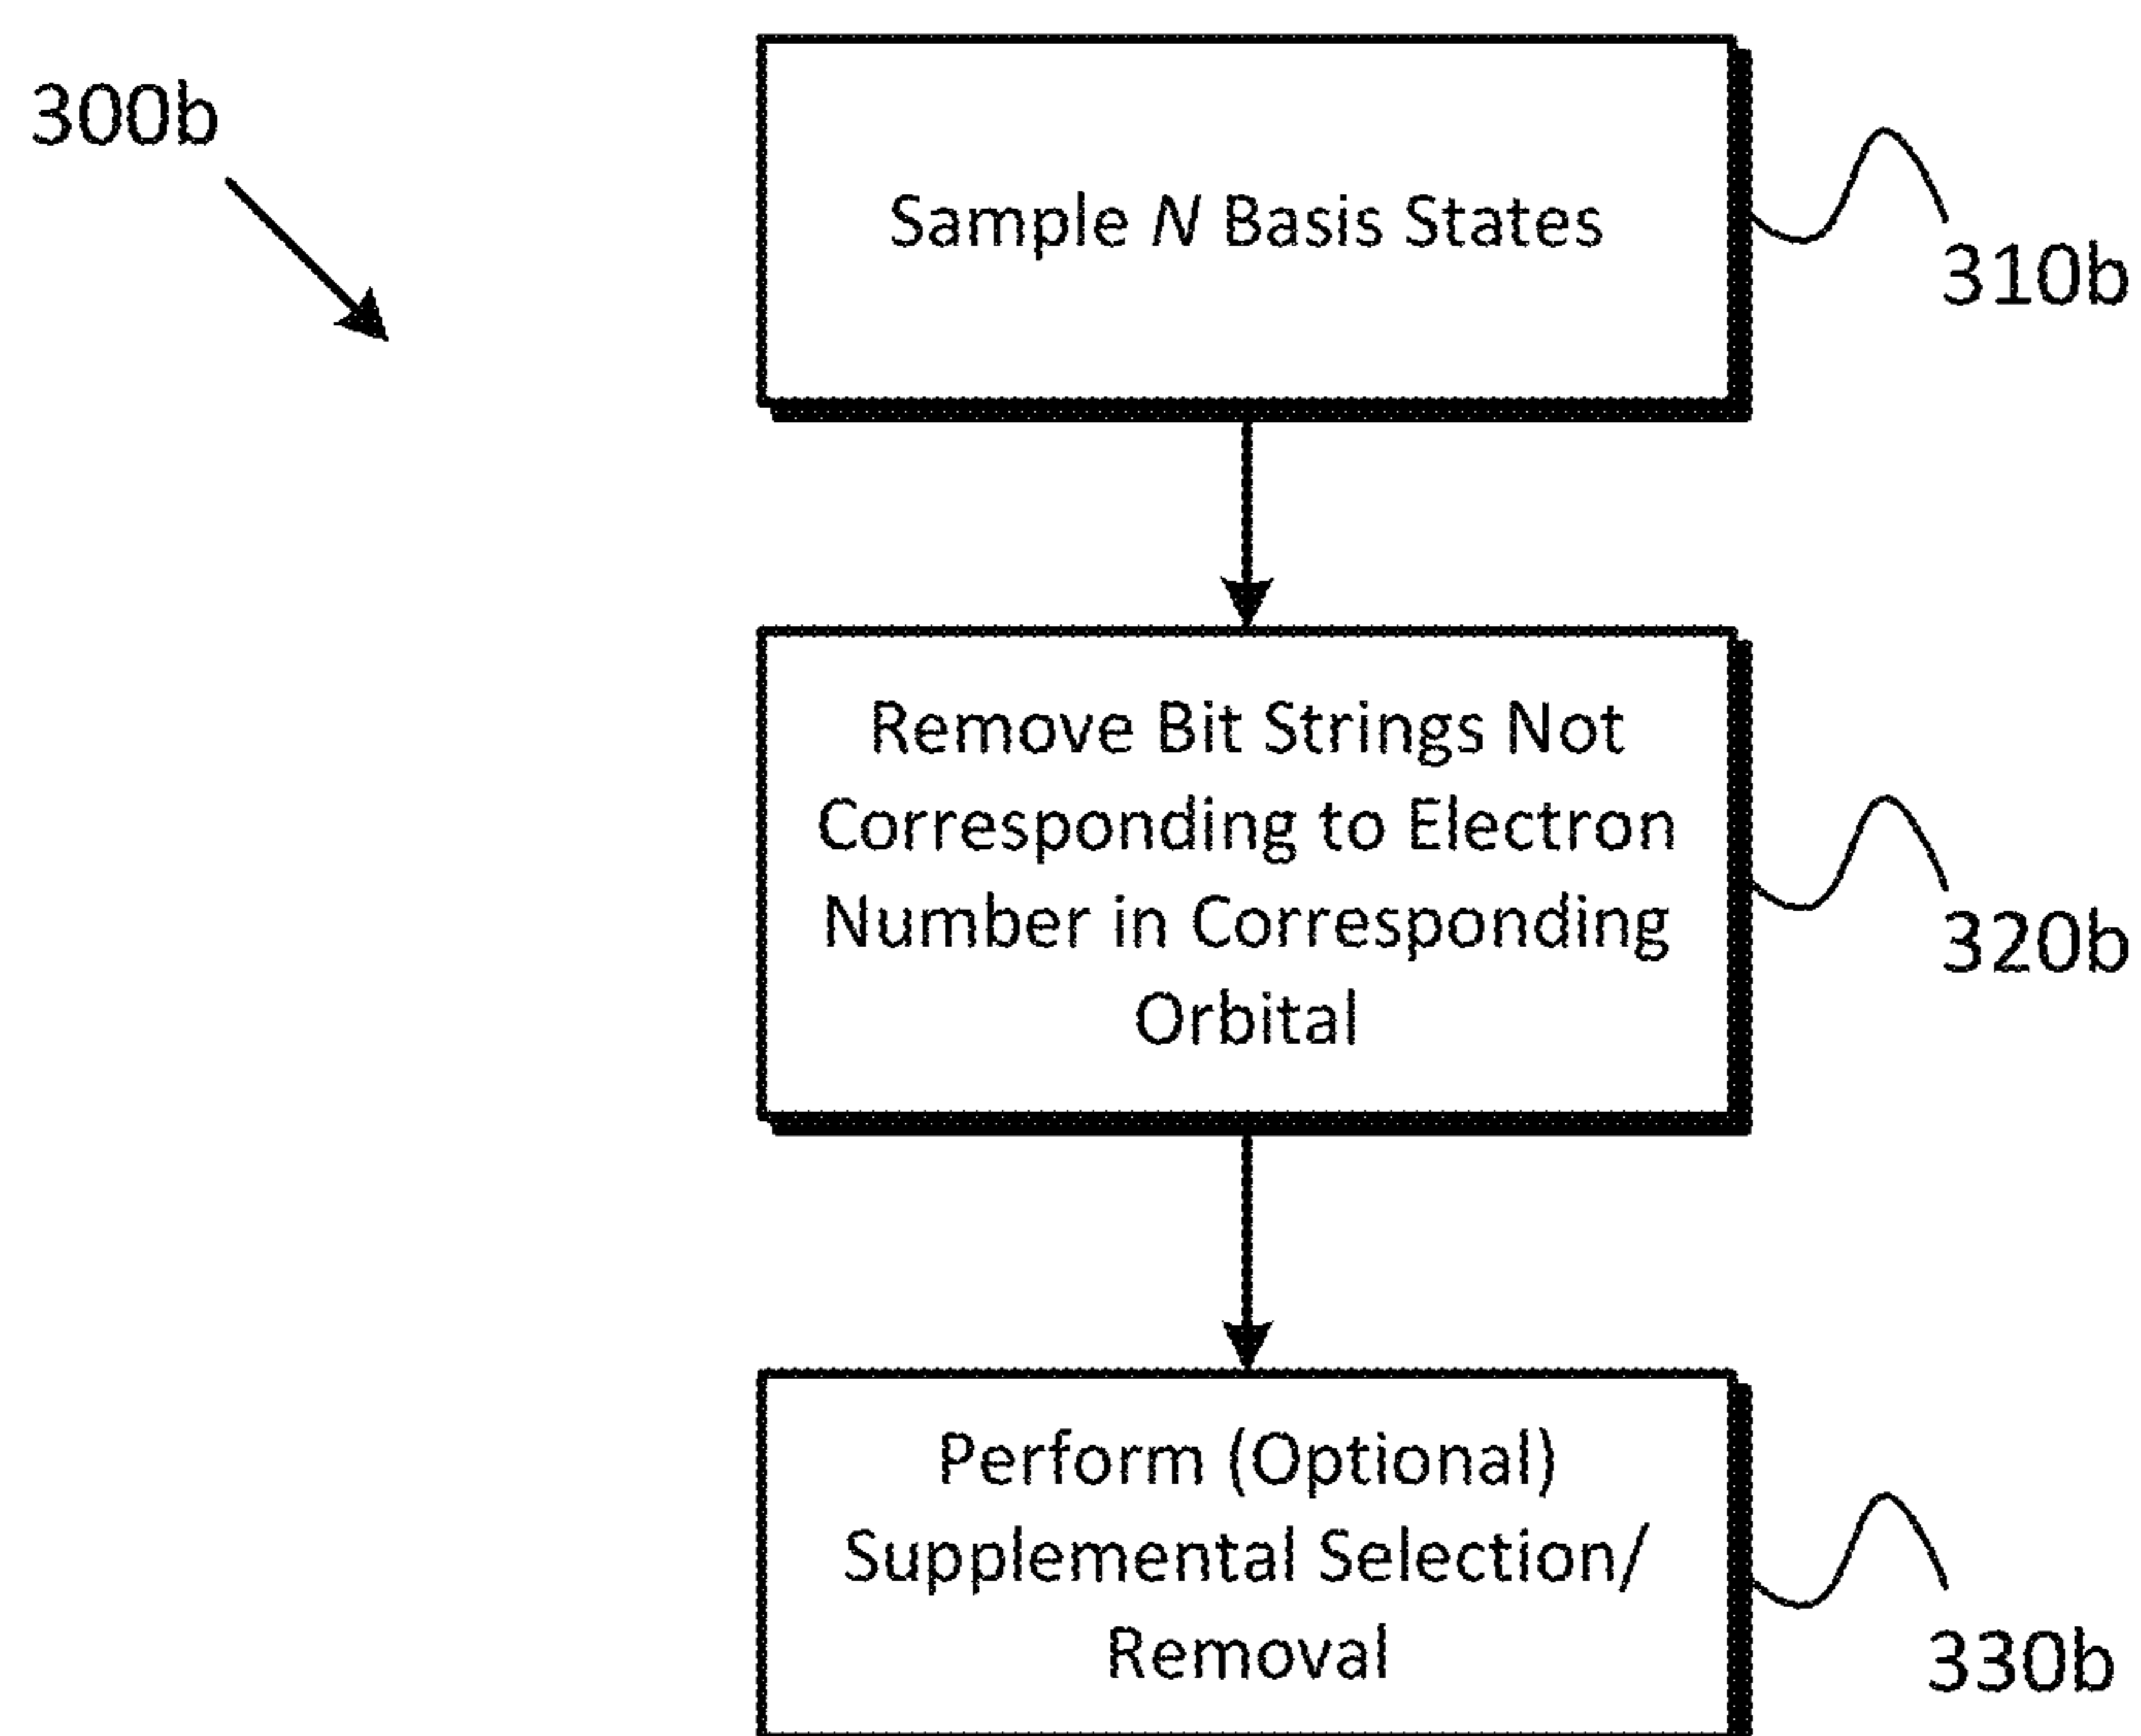 300b
Sample N Basis States
310b
Remove Bit Strings Not
Corresponding to Electron
Number in Corresponding
Orbital
320b
Perform (Optional)
Supplemental Selection/
Removal
330b